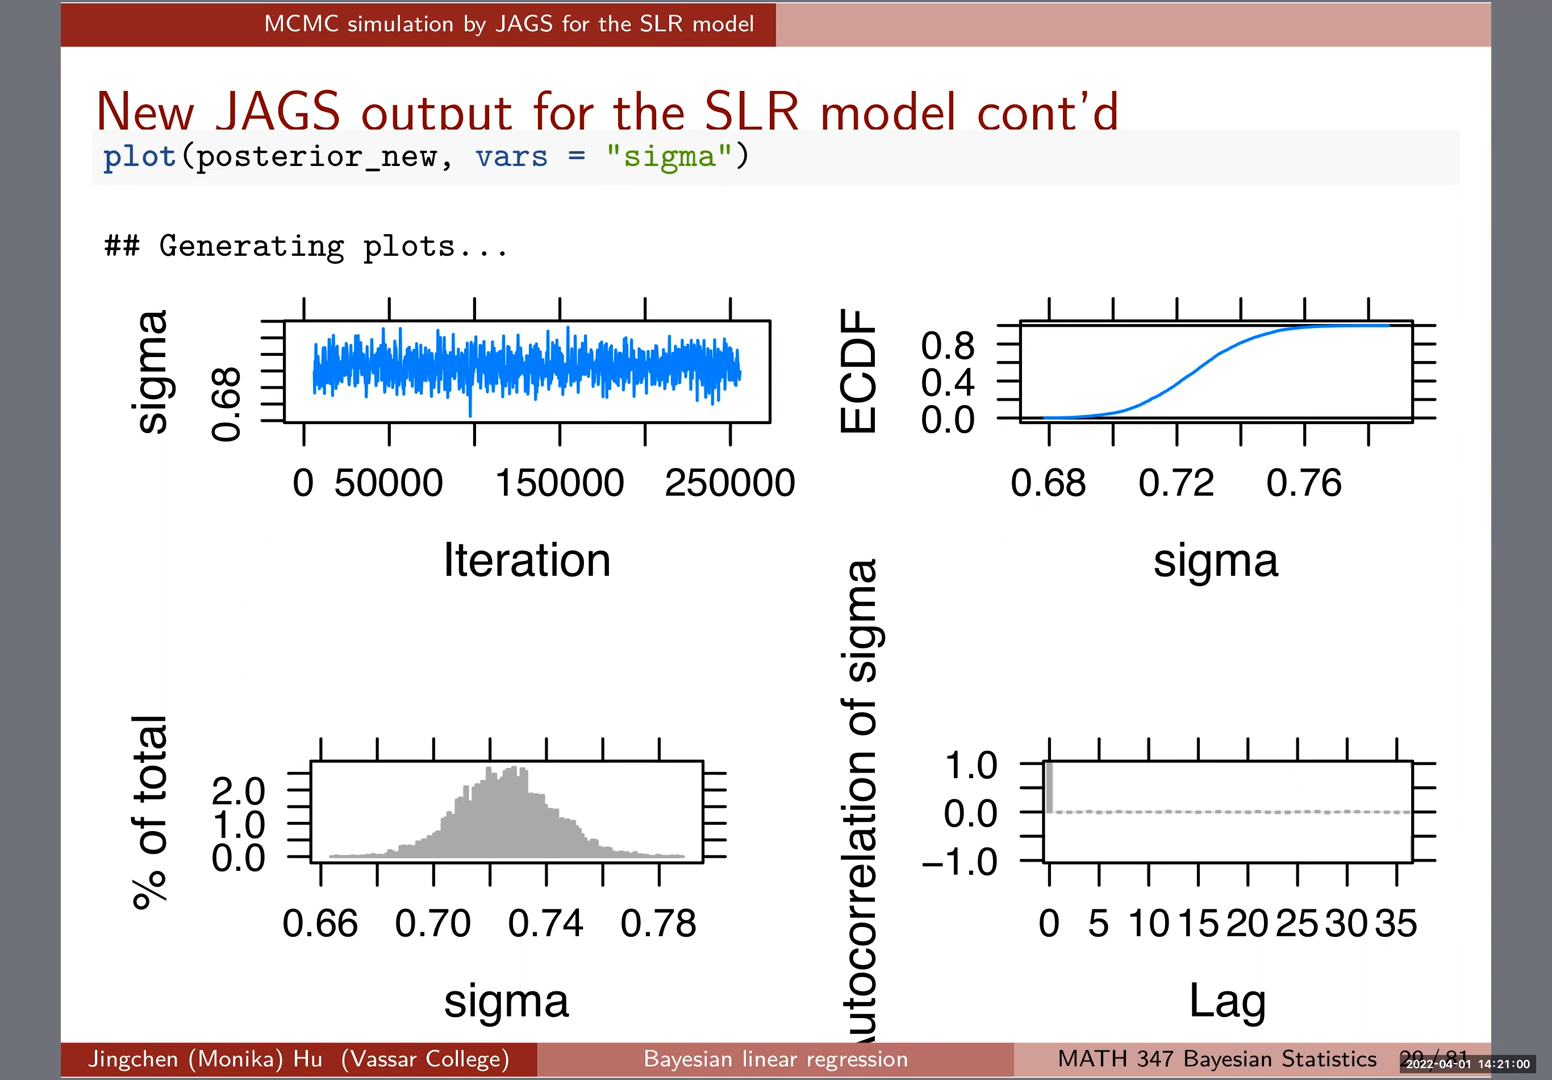 MCMC simulation by JAGS for the SLR model
New JAGS output for the SLR model cont'd
plot(posterior_new, vars = "sigma")
## Generating plots...
sigma
0.68
0 50000 150000 250000
Iteration
ECDF
0.8
0.4
0.0
0.68 0.72 0.76
sigma
% of total
2.0
1.0
0.0
0.66 0.70 0.74 0.78
sigma
utocorrelation of sigma
1.0
0.0
−1.0
0 5 10 15 20 25 30 35
Lag
Jingchen (Monika) Hu (Vassar College) Bayesian linear regression MATH 347 Bayesian Statistics
2022-04-01 14:21:00